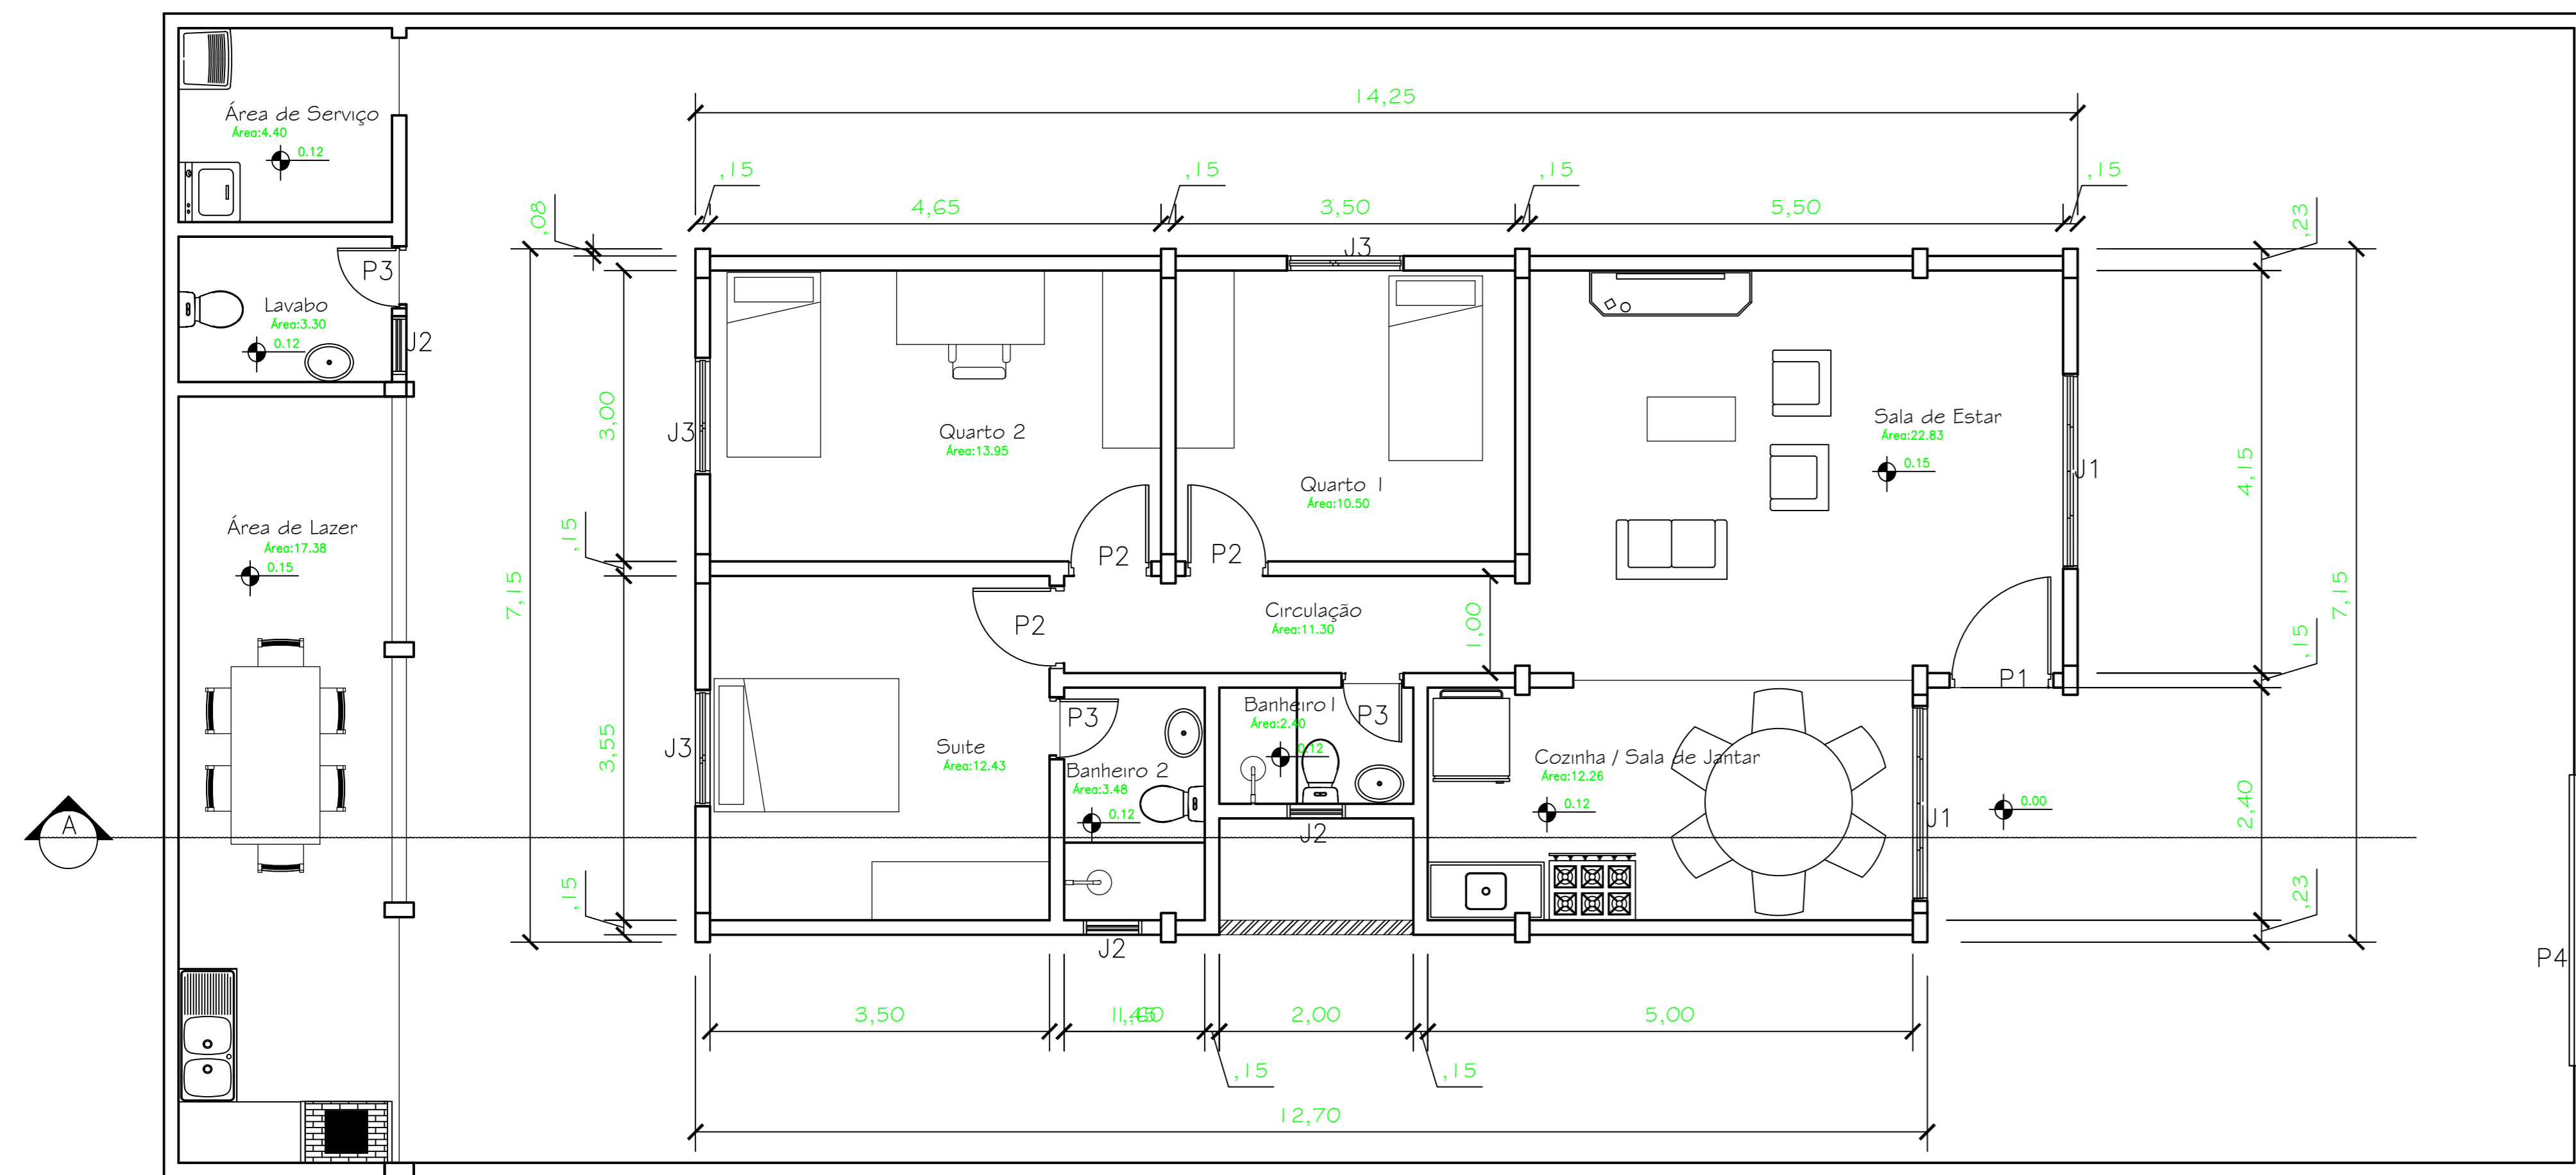 14,25
,15
,15
,15
,15
4,65
3,50
5,50
,08
,23
Área de Serviço
Área:4.40
0.12
P3
Lavabo
Área:3.30
0.12
J2
Área de Lazer
Área:17.38
0.15
7,15
3,00
,15
3,55
,15
J3
J3
J3
Quarto 2
Área:13.95
Quarto 1
Área:10.50
P2
P2
P2
Sala de Estar
Área:22.83
0.15
J1
4,15
7,15
,15
2,40
,23
Circulação
Área:11.30
1,00
P1
Suite
Área:12.43
P3
Banheiro 2
Área:3.48
0.12
J2
Banheiro 1
Área:2.40
0.12
P3
J2
Cozinha / Sala de Jantar
Área:12.26
0.12
J1
0.00
A
P4
3,50
2,00
5,00
,15
,15
12,70